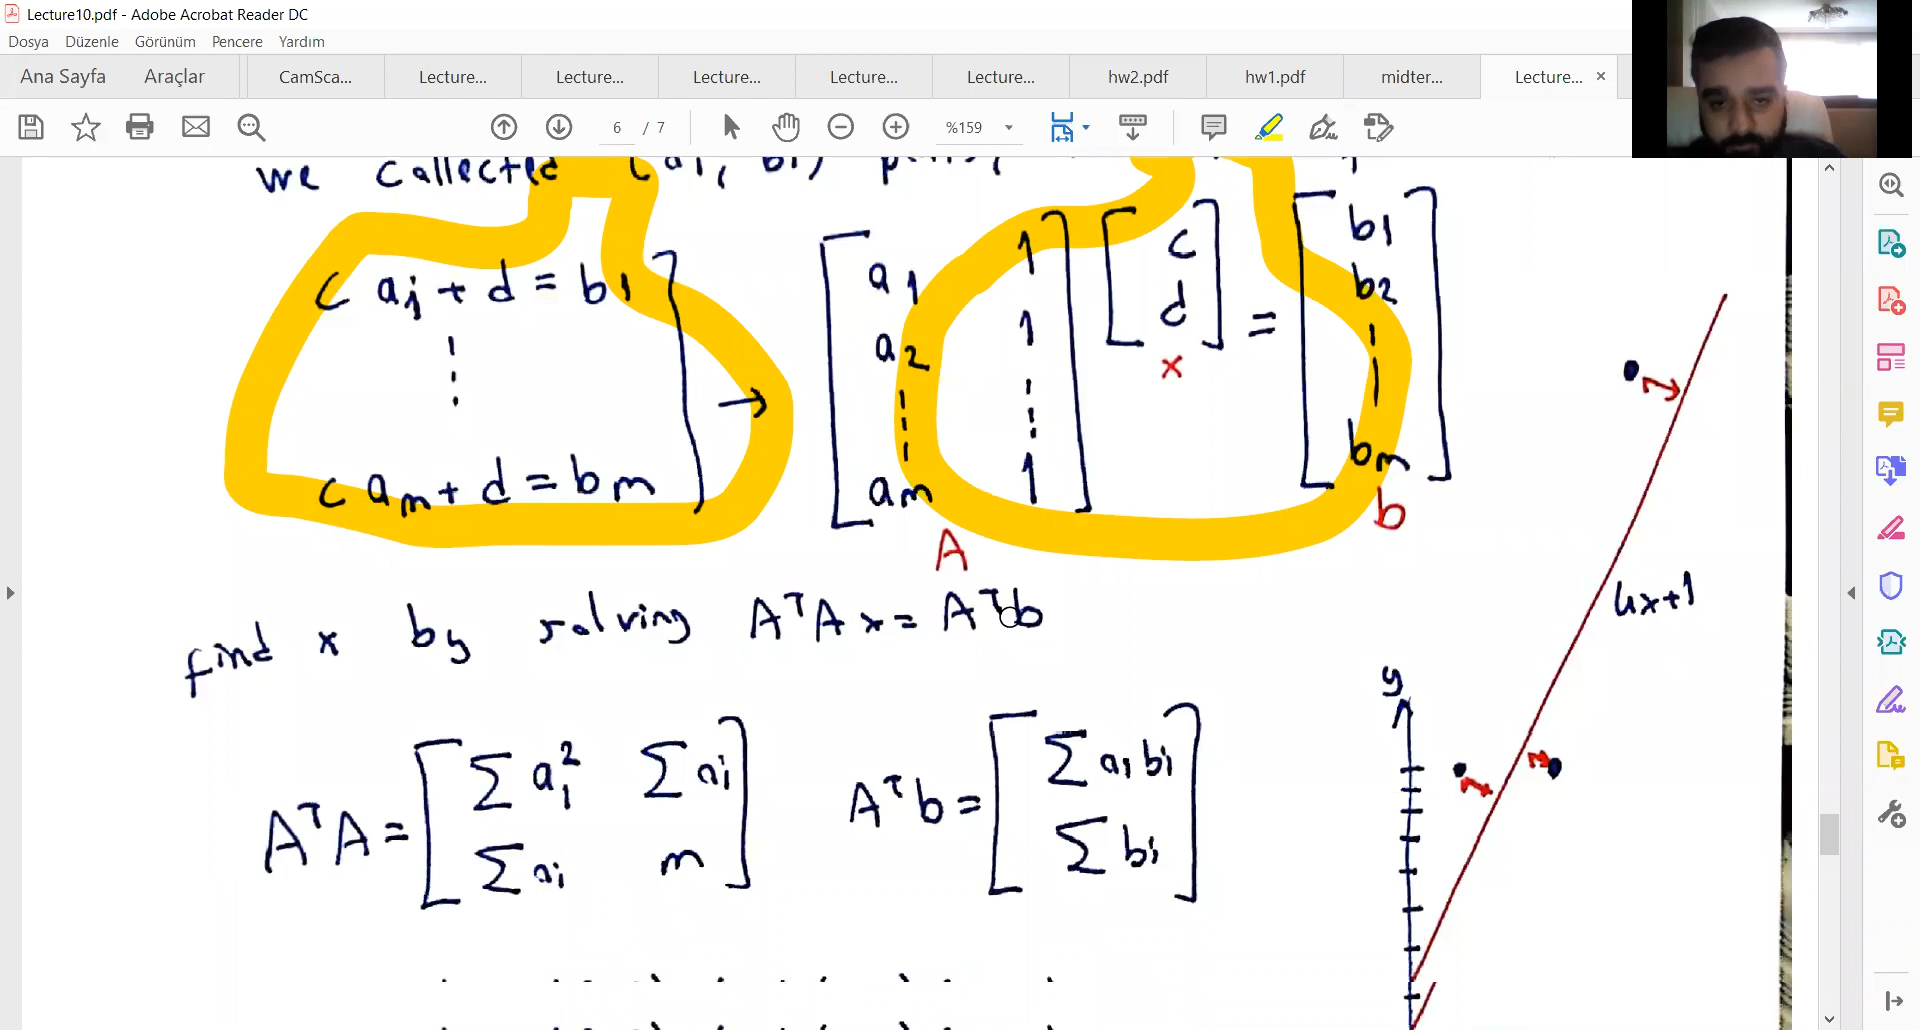 Lecture10.pdf - Adobe Acrobat Reader DC
Dosya Düzenle Görünüm Pencere Yardım
Ana Sayfa Araçlar CamSca... Lecture... Lecture... Lecture... Lecture... Lecture... hw2.pdf hw1.pdf midter... Lecture... ×
6 / 7 %159
we collected
c a1 + d = b1
c am + d = bm
→
a1 1
a2 1
am 1
c
d
x
=
b1
b2
bm
A
b
find x by solving AᵀA x = Aᵀb
4x+1
y
AᵀA = [ Σ ai² Σ ai
Σ ai m ]
Aᵀb = [ Σ ai bi
Σ bi ]